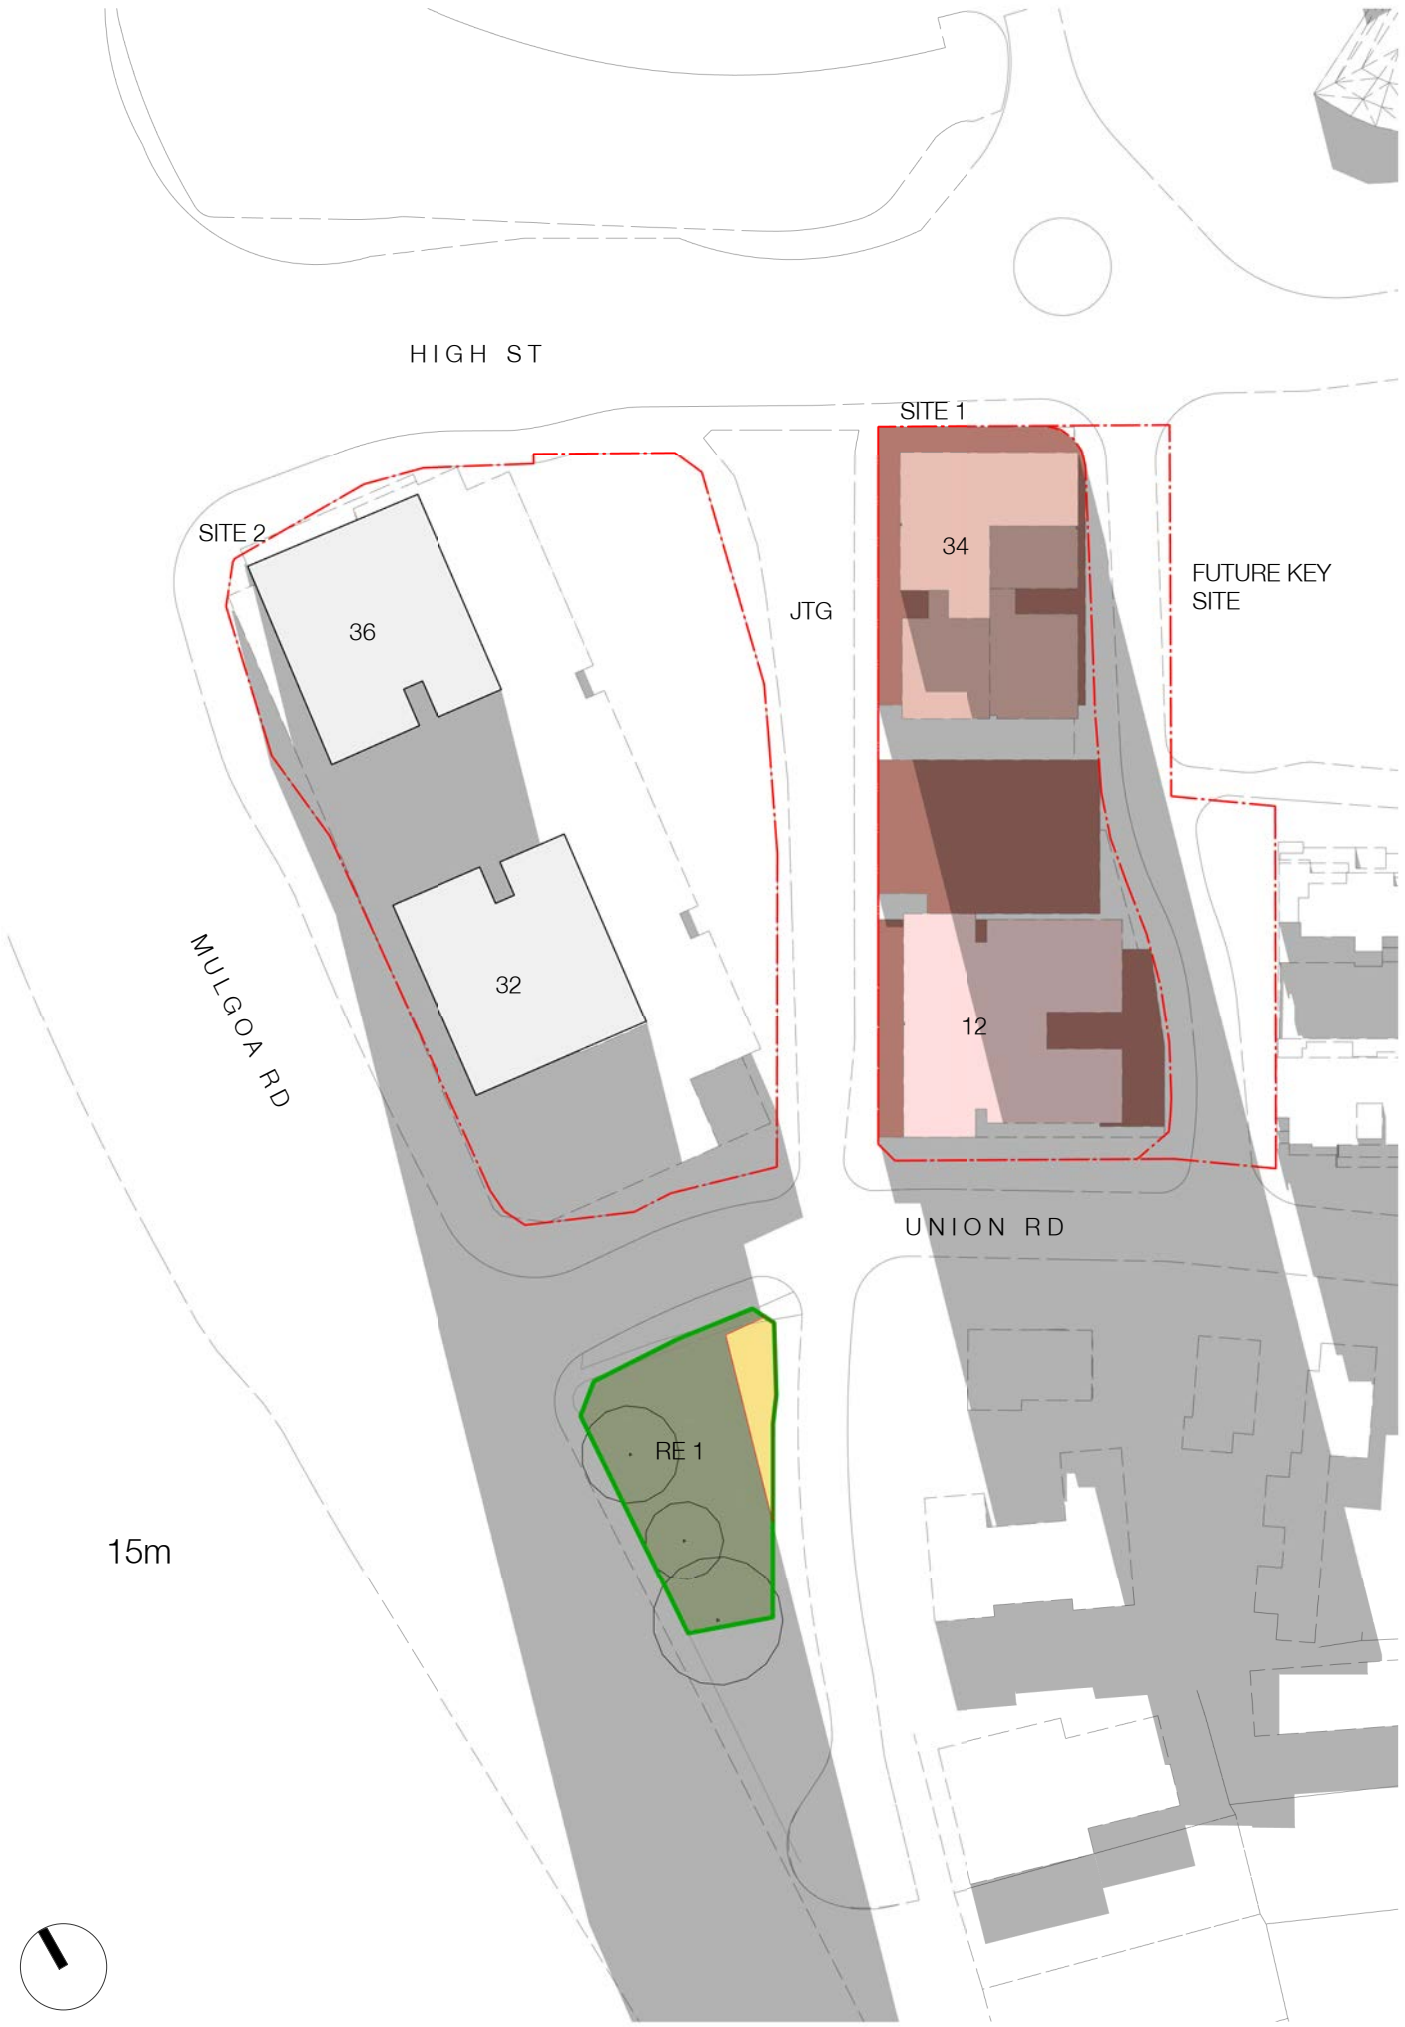 HIGH ST
SITE 1
SITE 2
34
FUTURE KEY
SITE
JTG
36
MULGOA RD
32
12
UNION RD
RE 1
15m